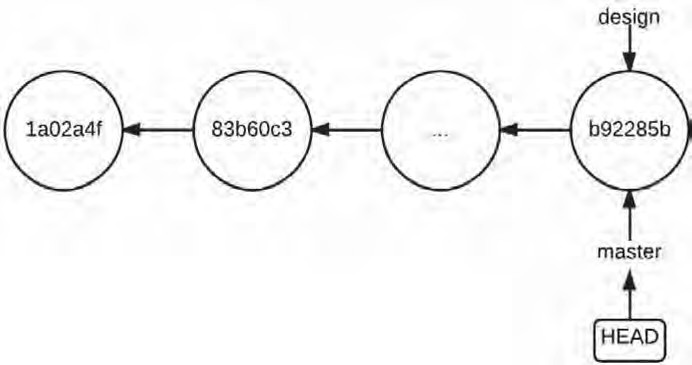 design
1a02a4f
83b60c3
...
b92285b
master
HEAD